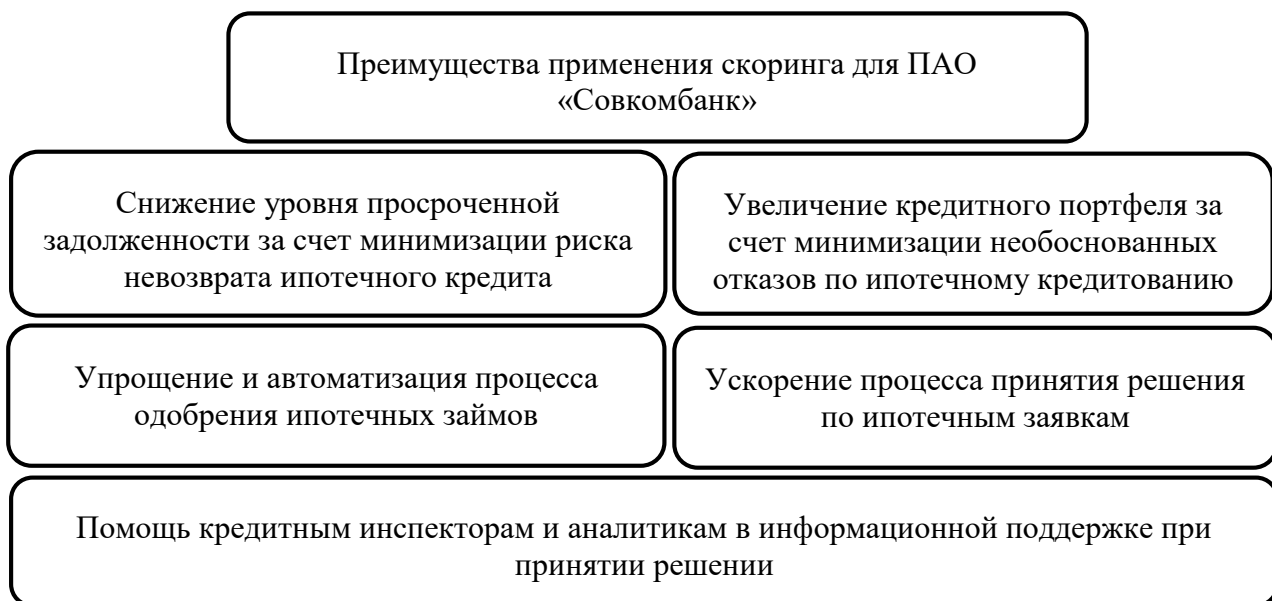 Преимущества применения скоринга для ПАО
«Совкомбанк»
Снижение уровня просроченной
задолженности за счет минимизации риска
невозврата ипотечного кредита
Увеличение кредитного портфеля за
счет минимизации необоснованных
отказов по ипотечному кредитованию
Упрощение и автоматизация процесса
одобрения ипотечных займов
Ускорение процесса принятия решения
по ипотечным заявкам
Помощь кредитным инспекторам и аналитикам в информационной поддержке при
принятии решении